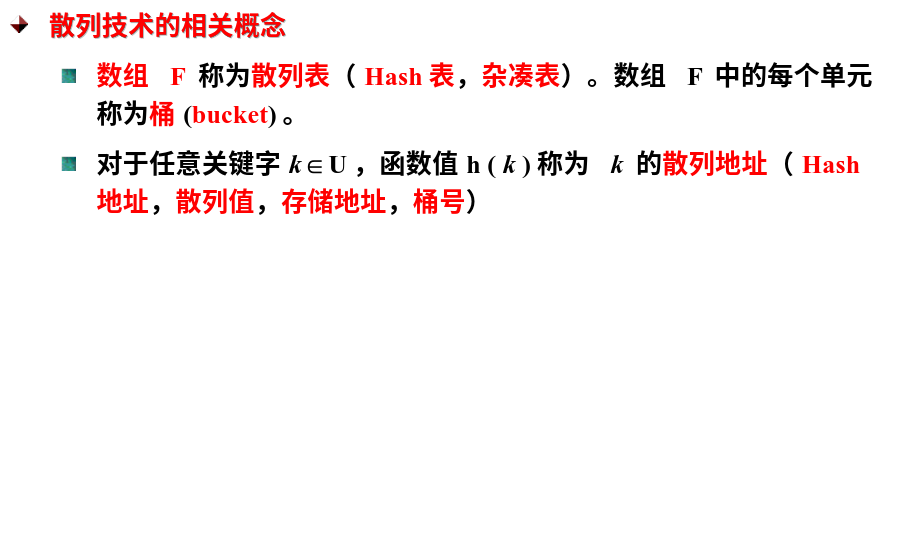 散列技术的相关概念
数组 F 称为散列表（ Hash 表，杂凑表）。数组 F 中的每个单元
称为桶 (bucket) 。
对于任意关键字 k∈U ，函数值 h ( k ) 称为 k 的散列地址（ Hash
地址，散列值，存储地址，桶号）